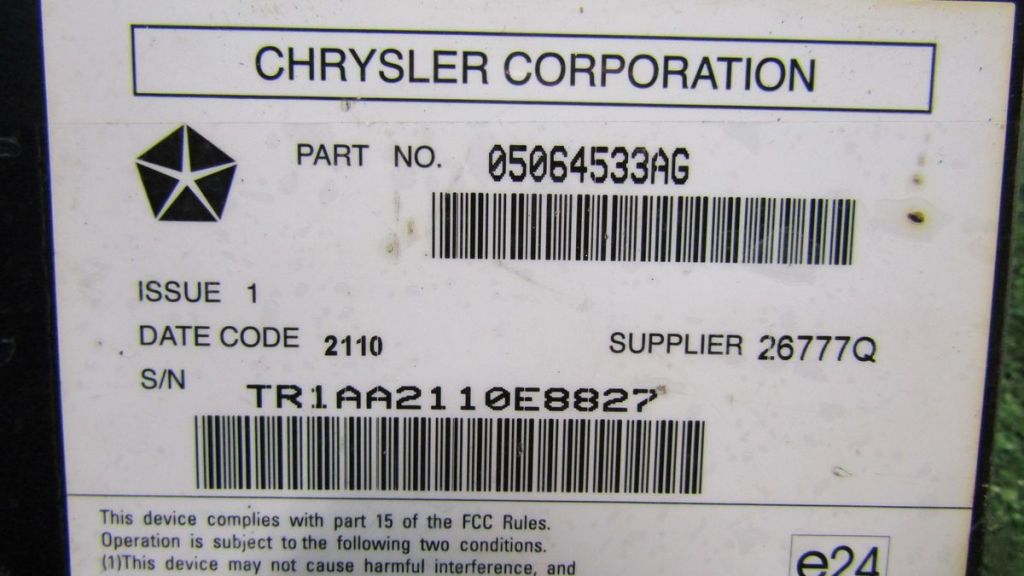 CHRYSLER CORPORATION
PART NO. 05064533AG
ISSUE 1
DATE CODE 2110 SUPPLIER 26777Q
S/N TR1AA2110E8827
This device complies with part 15 of the FCC Rules.
Operation is subject to the following two conditions.
(1)This device may not cause harmful interference, and
e24